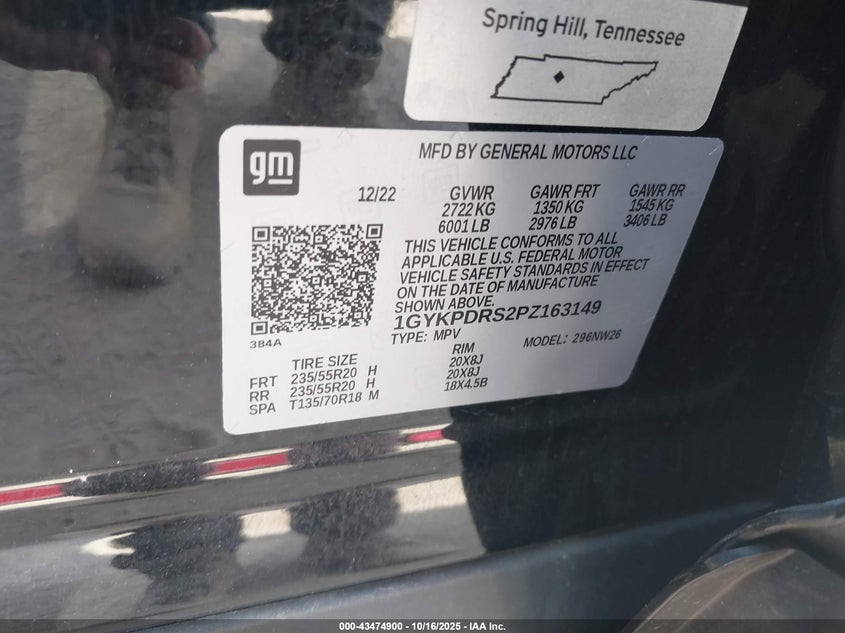 Spring Hill, Tennessee
gm
MFD BY GENERAL MOTORS LLC
12/22 GVWR GAWR FRT GAWR RR
2722 KG 1350 KG 1545 KG
6001 LB 2976 LB 3406 LB
THIS VEHICLE CONFORMS TO ALL
APPLICABLE U.S. FEDERAL MOTOR
VEHICLE SAFETY STANDARDS IN EFFECT
ON THE DATE OF MANUFACTURE
SHOWN ABOVE.
1GYKPDRS2PZ163149
384A
TYPE: MPV MODEL: 296NW26
TIRE SIZE RIM
FRT 235/55R20 H 20X8J
RR 235/55R20 H 20X8J
SPA T135/70R18 M 18X4.5B
000-43474900 - 10/16/2025 - IAA Inc.